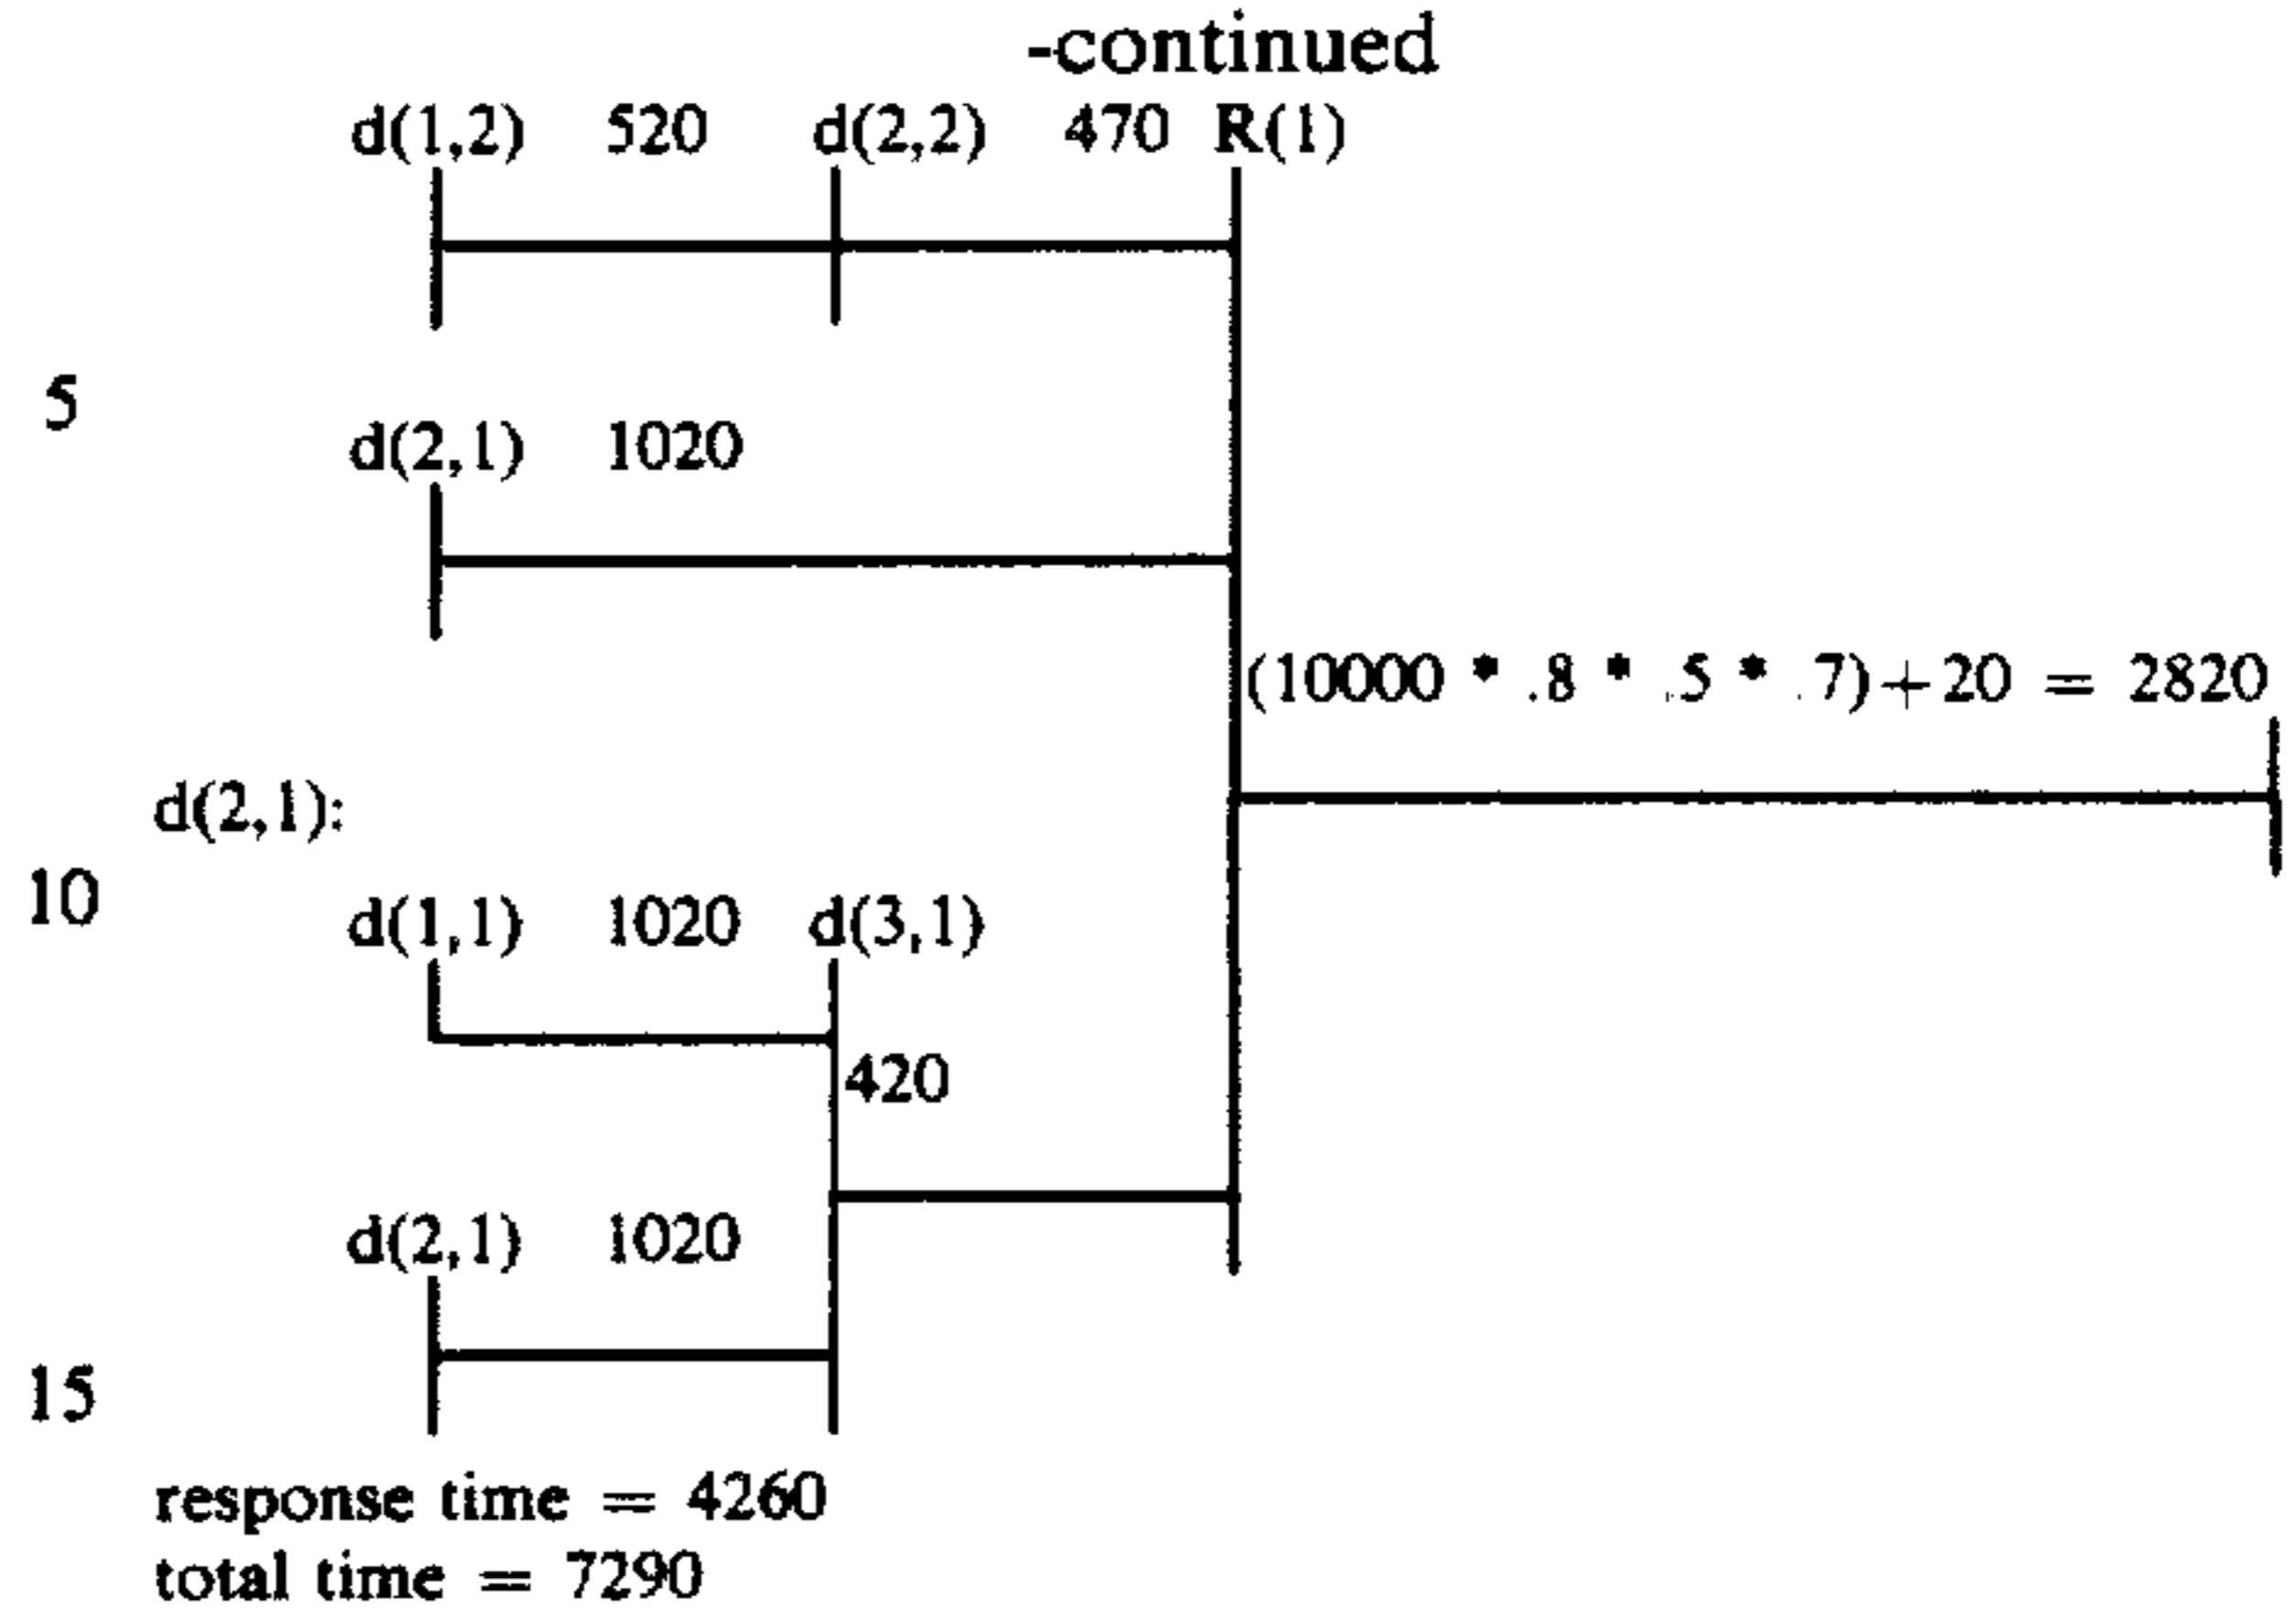 -continued
d(1,2) 520 d(2,2) 470 R(1)
5
d(2,1) 1020
(10000 * .8 * .5 * .7) + 20 = 2820
d(2,1):
10
d(1,1) 1020 d(3,1)
420
d(2,1) 1020
15
response time = 4260
total time = 7290